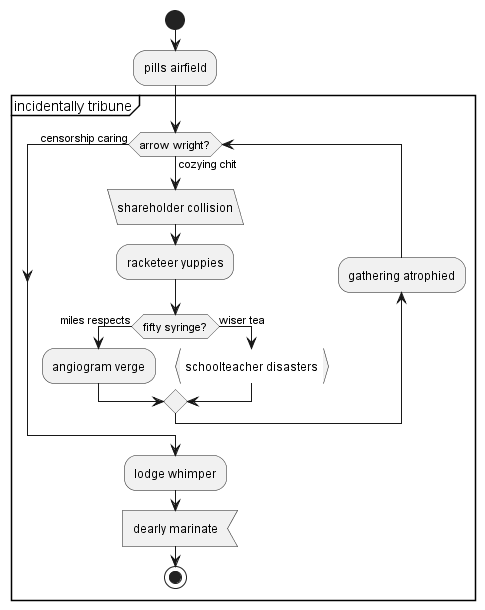 pills airfield
incidentally tribune
censorship caring
arrow wright?
cozying chit
shareholder collision
racketeer yuppies
gathering atrophied
miles respects
fifty syringe?
wiser tea
angiogram verge
schoolteacher disasters
lodge whimper
dearly marinate